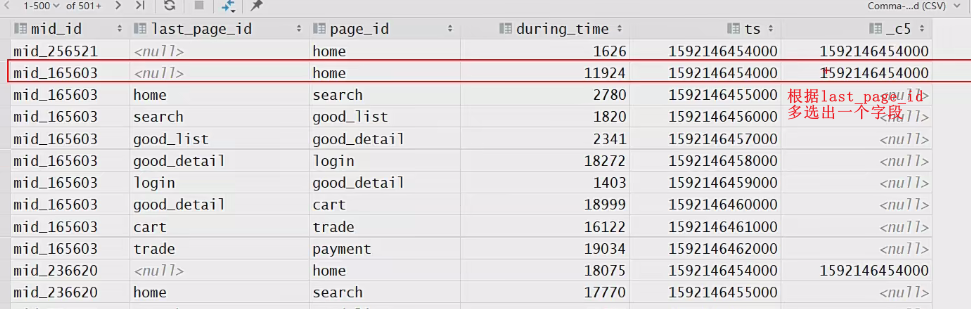 1-500 of 501+ Comma-...d (CSV)
mid_id last_page_id page_id during_time ts _c5
mid_256521 <null> home 1626 1592146454000 1592146454000
mid_165603 <null> home 11924 1592146454000 1592146454000
mid_165603 home search 2780 1592146455000 <null>
mid_165603 search good_list 1820 1592146456000 <null>
mid_165603 good_list good_detail 2341 1592146457000 <null>
mid_165603 good_detail login 18272 1592146458000 <null>
mid_165603 login good_detail 1403 1592146459000 <null>
mid_165603 good_detail cart 18999 1592146460000 <null>
mid_165603 cart trade 16122 1592146461000 <null>
mid_165603 trade payment 19034 1592146462000 <null>
mid_236620 <null> home 18075 1592146454000 1592146454000
mid_236620 home search 17770 1592146455000 <null>
根据last_page_id
多选出一个字段